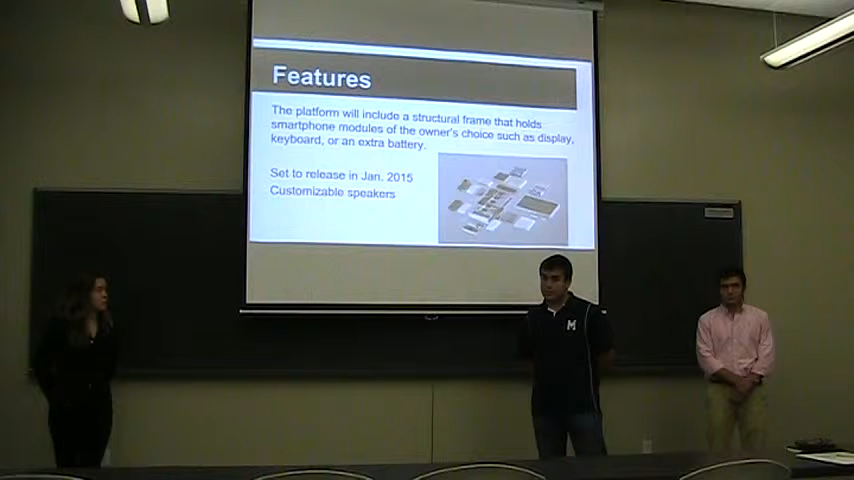 Features
The platform will include a structural frame that holds
smartphone modules of the owner's choice such as display,
keyboard, or an extra battery.
Set to release in Jan. 2015
Customizable speakers
M